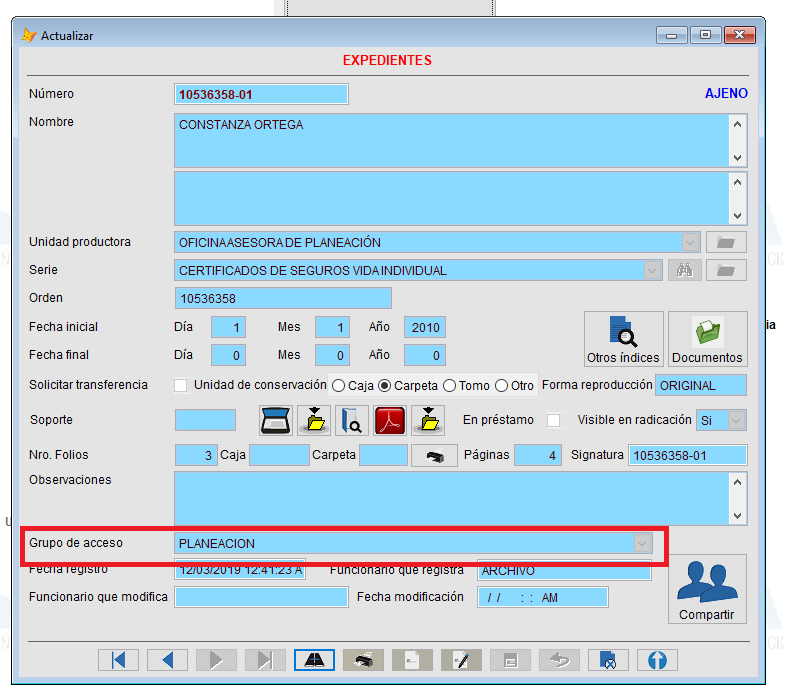 Actualizar
EXPEDIENTES
Número 10536358-01 AJENO
Nombre CONSTANZA ORTEGA
Unidad productora OFICINA ASESORA DE PLANEACIÓN
Serie CERTIFICADOS DE SEGUROS VIDA INDIVIDUAL
Orden 10536358
Fecha inicial Día 1 Mes 1 Año 2010
Fecha final Día 0 Mes 0 Año 0
Otros índices Documentos
Solicitar transferencia Unidad de conservación Caja Carpeta Tomo Otro Forma reproducción ORIGINAL
Soporte En préstamo Visible en radicación Si
Nro. Folios 3 Caja Carpeta Páginas 4 Signatura 10536358-01
Observaciones
Grupo de acceso PLANEACION
Fecha registro 12/03/2019 12:41:23 A Funcionario que registra ARCHIVO
Funcionario que modifica Fecha modificación / / : : AM
Compartir